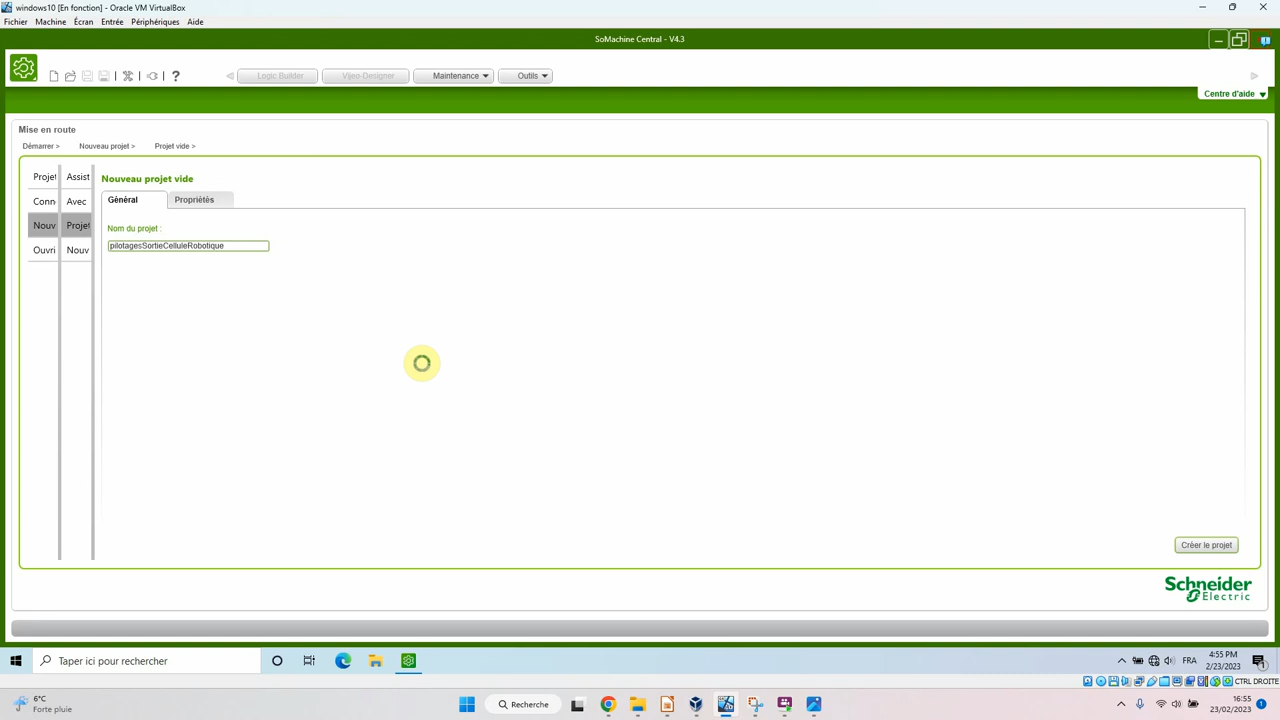 windows10 [En fonction] - Oracle VM VirtualBox
Fichier Machine Écran Entrée Périphériques Aide
SoMachine Central - V4.3
Logic Builder Vijeo-Designer Maintenance Outils
Centre d'aide
Mise en route
Démarrer > Nouveau projet > Projet vide >
Projet Assist Nouveau projet vide
Conn Avec Général Propriétés
Nouv Projet Nom du projet :
Ouvri Nouv pilotagesSortieCelluleRobotique
Créer le projet
Schneider
Electric
Taper ici pour rechercher
FRA
4:55 PM
2/23/2023
CTRL DROITE
6°C
Forte pluie
Recherche
16:55
23/02/2023